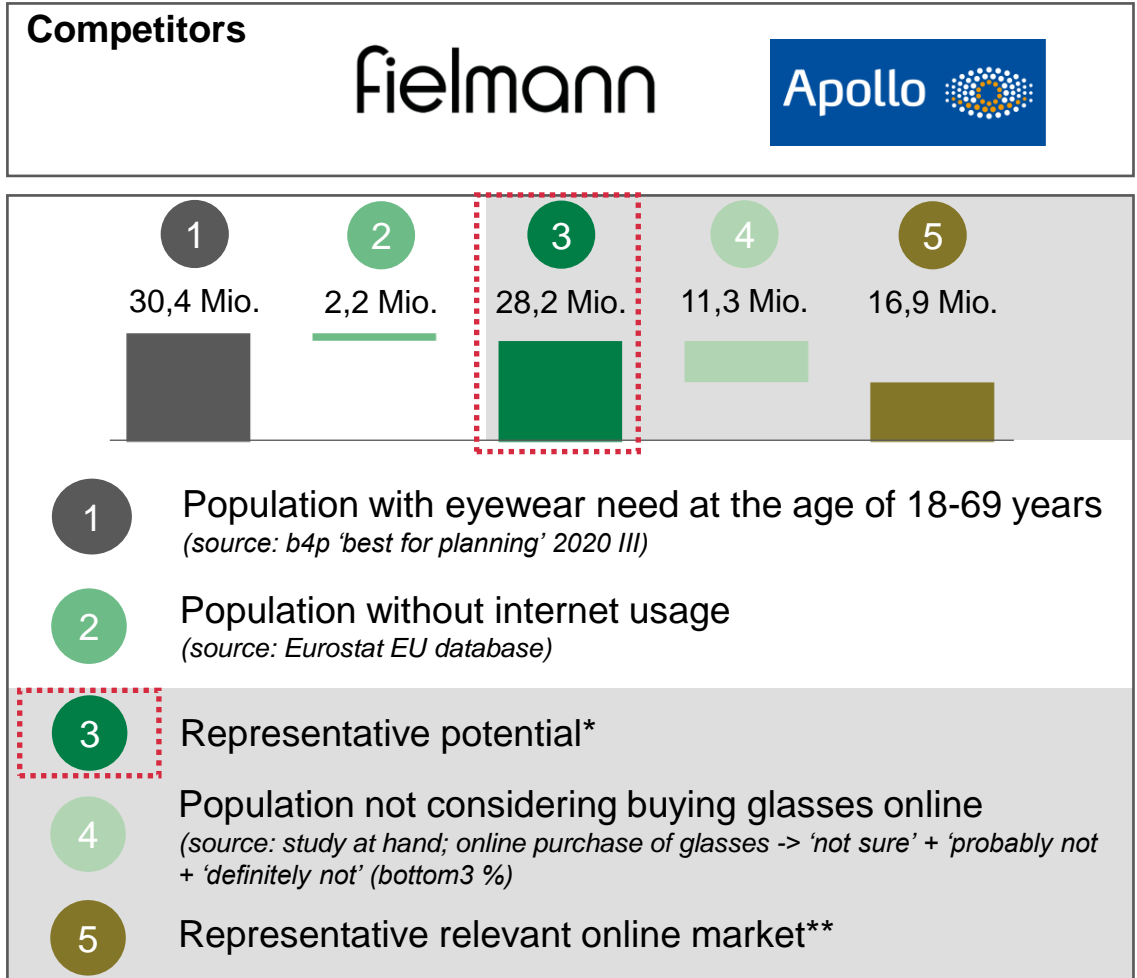 Competitors
fielmann
Apollo
1 2 3 4 5
30,4 Mio. 2,2 Mio. 28,2 Mio. 11,3 Mio. 16,9 Mio.
1
Population with eyewear need at the age of 18-69 years
(source: b4p ‘best for planning’ 2020 III)
2
Population without internet usage
(source: Eurostat EU database)
3
Representative potential*
4
Population not considering buying glasses online
(source: study at hand; online purchase of glasses -> ‘not sure’ + ‘probably not
+ ‘definitely not’ (bottom3 %)
5
Representative relevant online market**